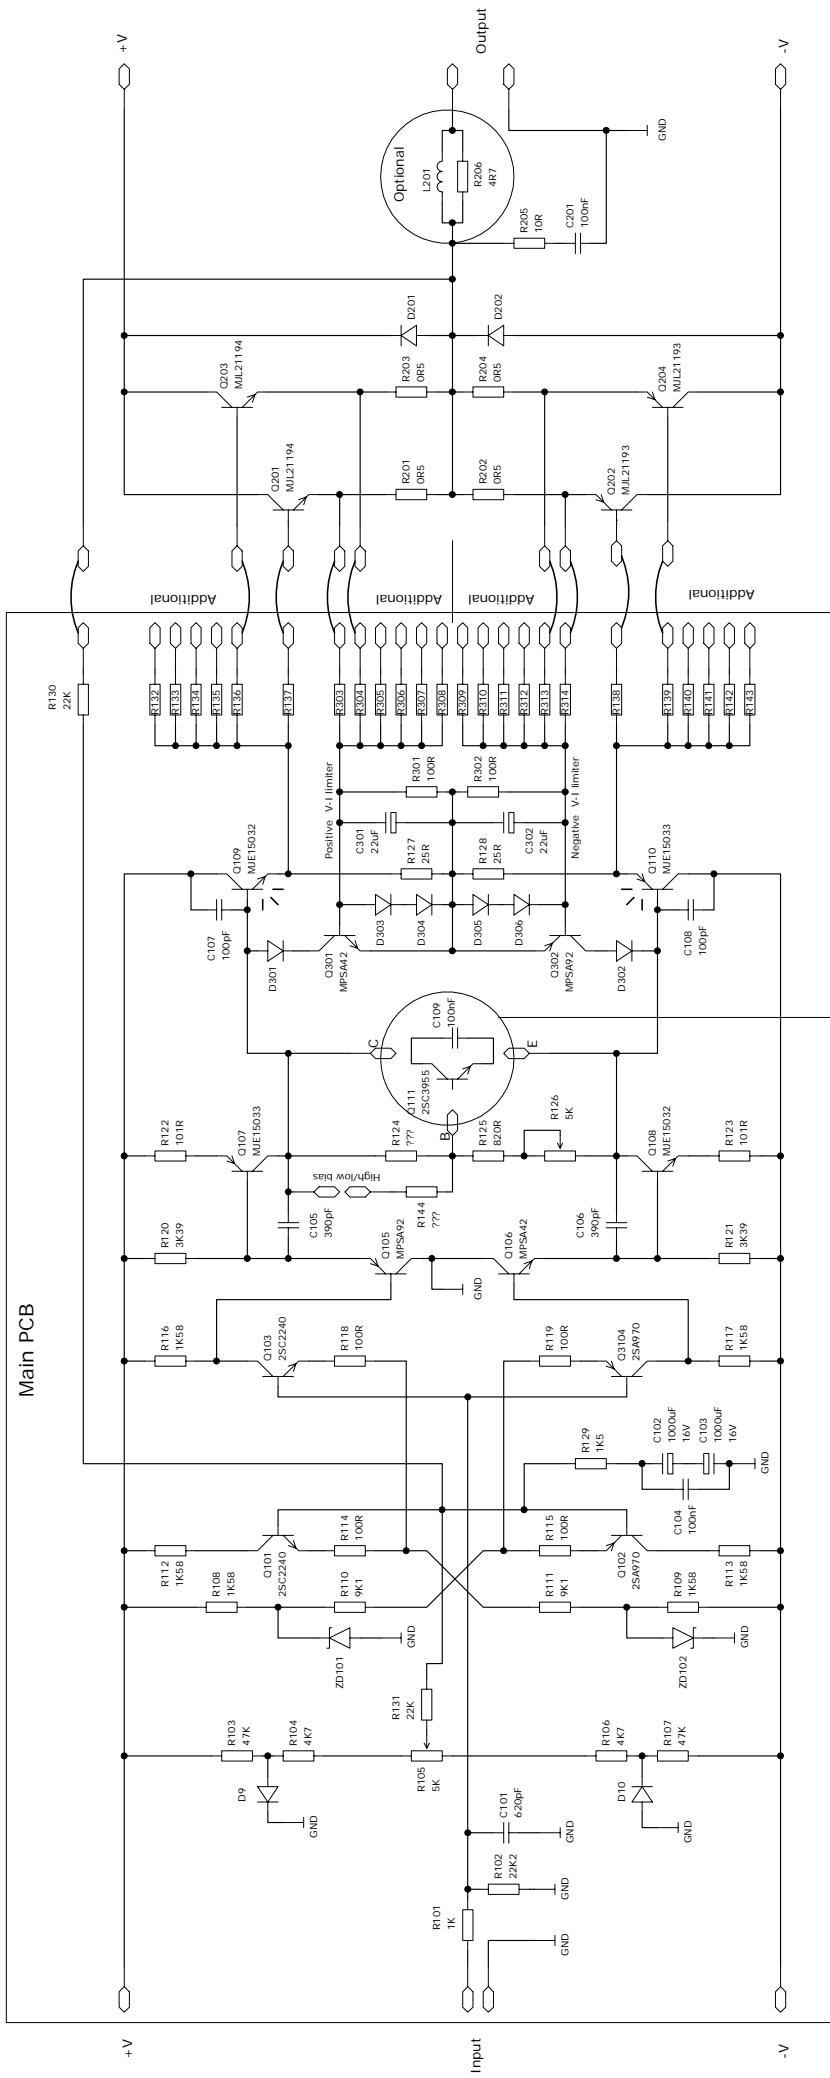 Main PCB
+V
Input
-V
R101
1K
R102
22K2
GND
GND
C101
620pF
GND
D9
GND
R103
47K
R104
4K7
R105
5K
R131
22K
R106
4K7
R107
47K
D10
GND
ZD101
GND
R108
1K58
R110
9K1
R111
9K1
R109
1K58
ZD102
GND
R112
1K58
Q101
2SC2240
R114
100R
R115
100R
Q102
2SA970
R113
1K58
R129
1K5
C104
100nF
C102
1000uF
16V
C103
1000uF
16V
GND
R116
1K58
Q103
2SC2240
R118
100R
R119
100R
Q3104
2SA970
R117
1K58
R120
3K39
C105
390pF
Q105
MPSA92
GND
Q106
MPSA42
C106
390pF
R121
3K39
R144
???
High/low bias
R122
101R
Q107
MJE15033
R124
???
R125
820R
R126
5K
Q108
MJE15032
R123
101R
C
B
E
Q111
2SC3955
C109
100nF
C107
100pF
D301
Q301
MPSA42
Q302
MPSA92
D302
C108
100pF
D303
D304
D305
D306
Q109
MJE15032
R127
25R
R128
25R
Q110
MJE15033
Positive V-I limiter
C301
22uF
C302
22uF
Negative V-I limiter
R301
100R
R302
100R
R130
22K
R132
R133
R134
R135
R136
R137
R303
R304
R305
R306
R307
R308
R309
R310
R311
R312
R313
R314
R138
R139
R140
R141
R142
R143
Additional
Additional
Additional
Additional
Q201
MJL21194
R201
0R5
R202
0R5
Q202
MJL21193
Q203
MJL21194
R203
0R5
R204
0R5
Q204
MJL21193
D201
D202
R205
10R
C201
100nF
GND
Optional
L201
R206
4R7
+V
Output
-V